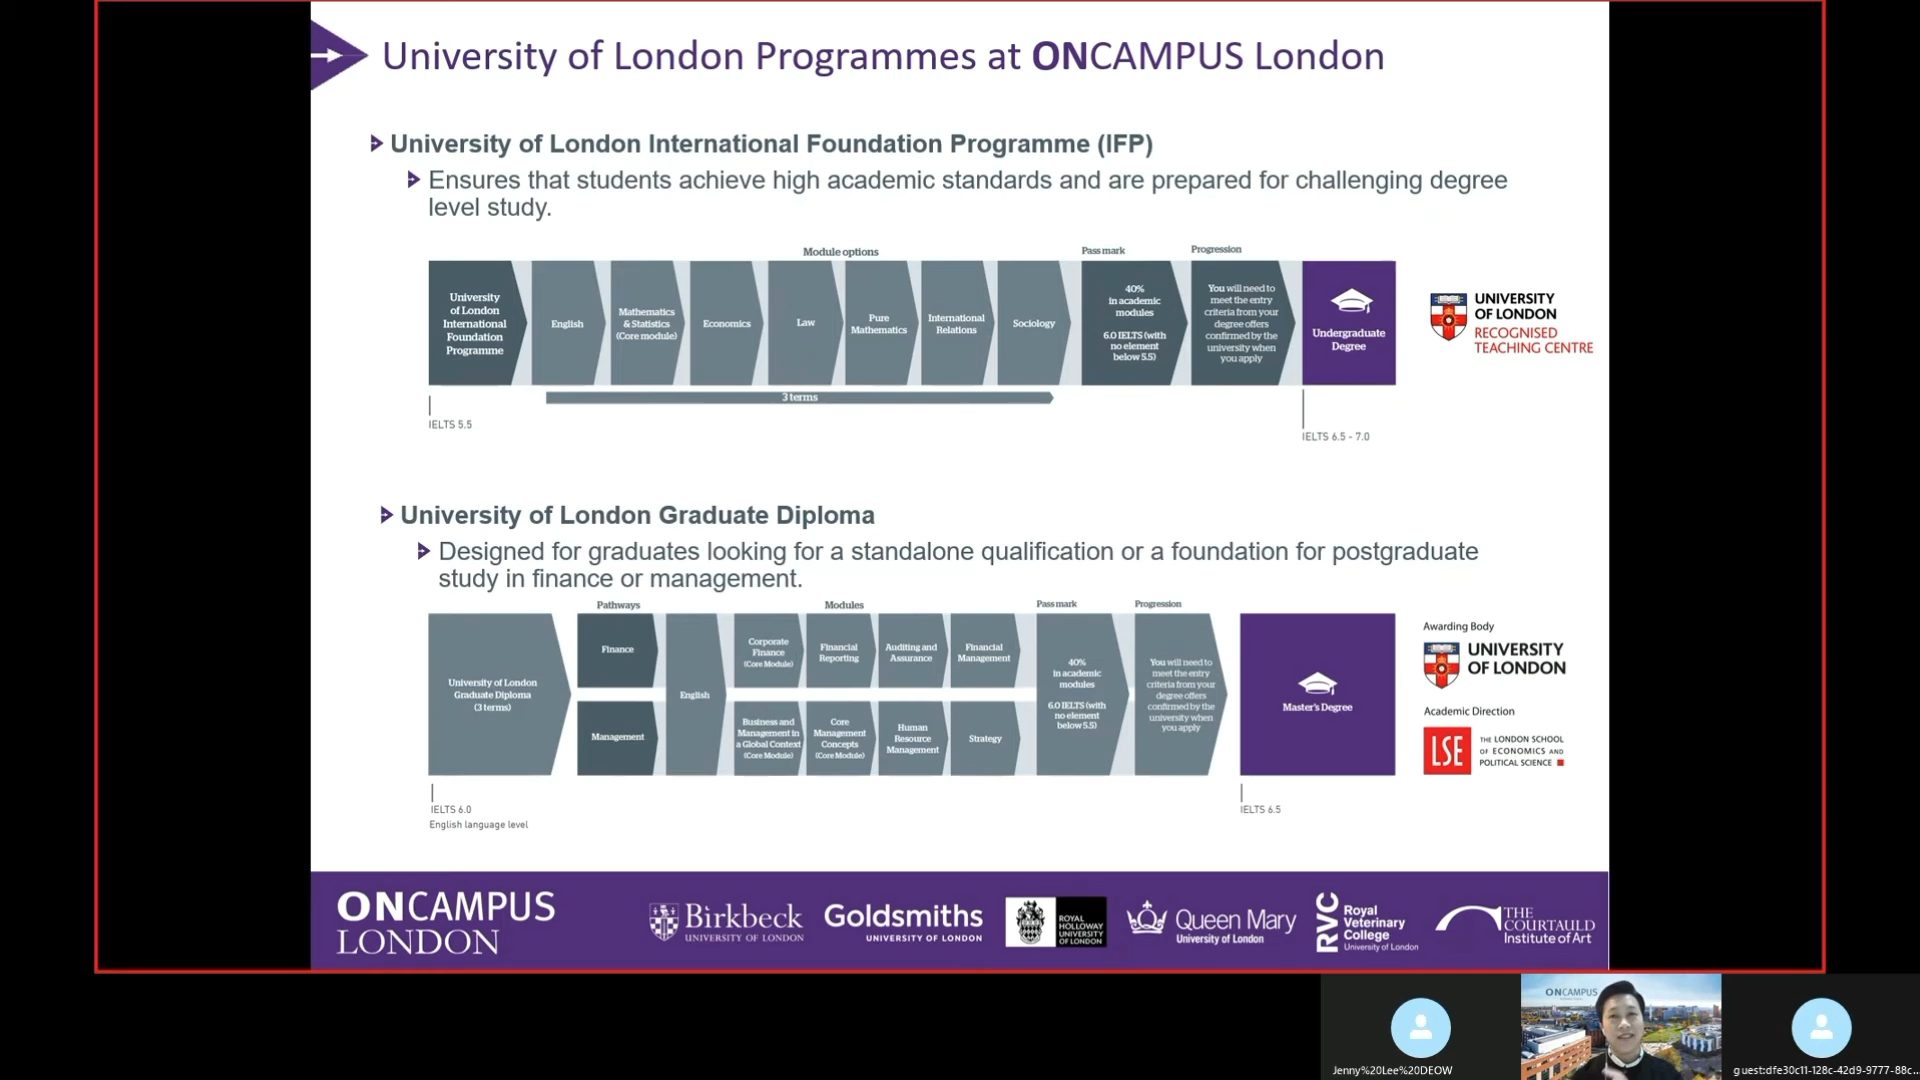 University of London Programmes at ONCAMPUS London
University of London International Foundation Programme (IFP)
Ensures that students achieve high academic standards and are prepared for challenging degree
level study.
Module options
Pass mark
Progression
University
of London
International
Foundation
Programme
English
Mathematics
& Statistics
(Core module)
Economics
Law
Pure
Mathematics
International
Relations
Sociology
40%
in academic
modules
6.0 IELTS (with
no element
below 5.5)
You will need to
meet the entry
criteria from your
degree offers
confirmed by the
university when
you apply
Undergraduate
Degree
UNIVERSITY
OF LONDON
RECOGNISED
TEACHING CENTRE
3 terms
IELTS 5.5
IELTS 6.5 - 7.0
University of London Graduate Diploma
Designed for graduates looking for a standalone qualification or a foundation for postgraduate
study in finance or management.
Pathways
Modules
Pass mark
Progression
University of London
Graduate Diploma
(3 terms)
Finance
Management
English
Corporate
Finance
(Core Module)
Financial
Reporting
Auditing and
Assurance
Financial
Management
Business and
Management in
a Global Context
(Core Module)
Core
Management
Concepts
(Core Module)
Human
Resource
Management
Strategy
40%
in academic
modules
6.0 IELTS (with
no element
below 5.5)
You will need to
meet the entry
criteria from your
degree offers
confirmed by the
university when
you apply
Master's Degree
Awarding Body
UNIVERSITY
OF LONDON
Academic Direction
LSE
THE LONDON SCHOOL
OF ECONOMICS AND
POLITICAL SCIENCE
IELTS 6.0
English language level
IELTS 6.5
ONCAMPUS
LONDON
Birkbeck
UNIVERSITY OF LONDON
Goldsmiths
UNIVERSITY OF LONDON
ROYAL
HOLLOWAY
UNIVERSITY
OF LONDON
Queen Mary
University of London
RVC
Royal
Veterinary
College
University of London
THE
COURTAULD
Institute of Art
ONCAMPUS
Jenny%20Lee%20DEOW
guest:dfe30c11-128c-42d9-9777-88c...